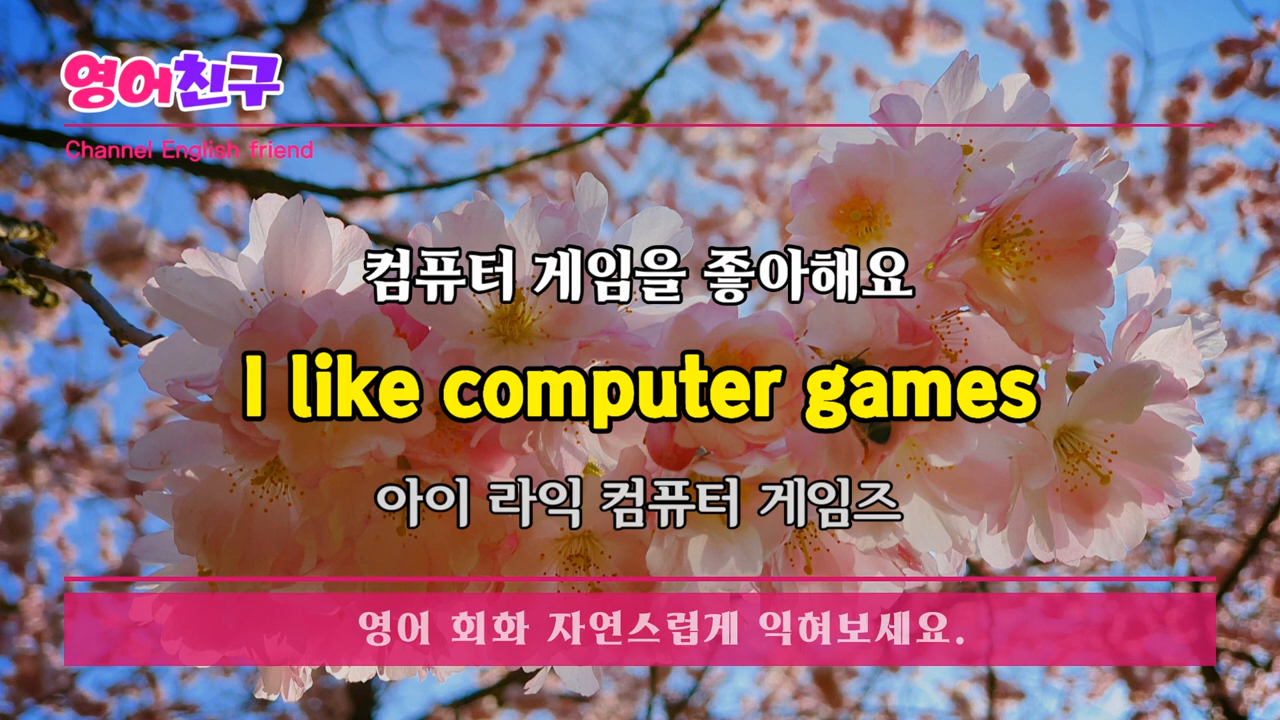 영어친구
Channel English friend
컴퓨터 게임을 좋아해요
I like computer games
아이 라익 컴퓨터 게임즈
영어 회화 자연스럽게 익혀보세요.